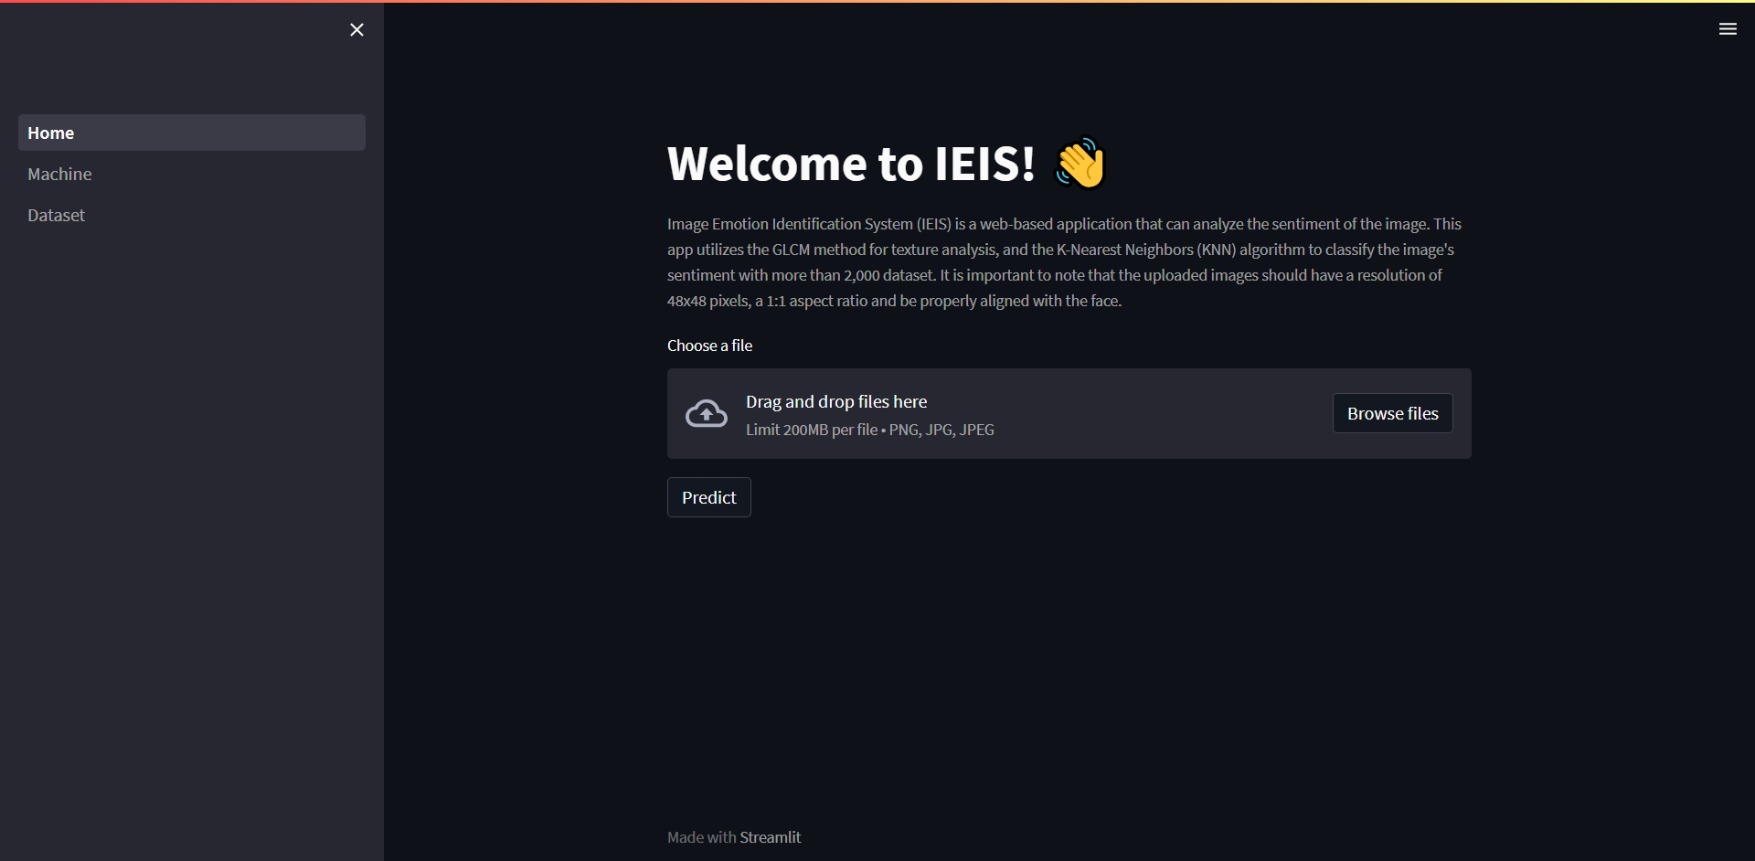 Home
Machine
Dataset
Welcome to IEIS! 👋
Image Emotion Identification System (IEIS) is a web-based application that can analyze the sentiment of the image. This
app utilizes the GLCM method for texture analysis, and the K-Nearest Neighbors (KNN) algorithm to classify the image's
sentiment with more than 2,000 dataset. It is important to note that the uploaded images should have a resolution of
48x48 pixels, a 1:1 aspect ratio and be properly aligned with the face.
Choose a file
Drag and drop files here
Limit 200MB per file • PNG, JPG, JPEG
Browse files
Predict
Made with Streamlit